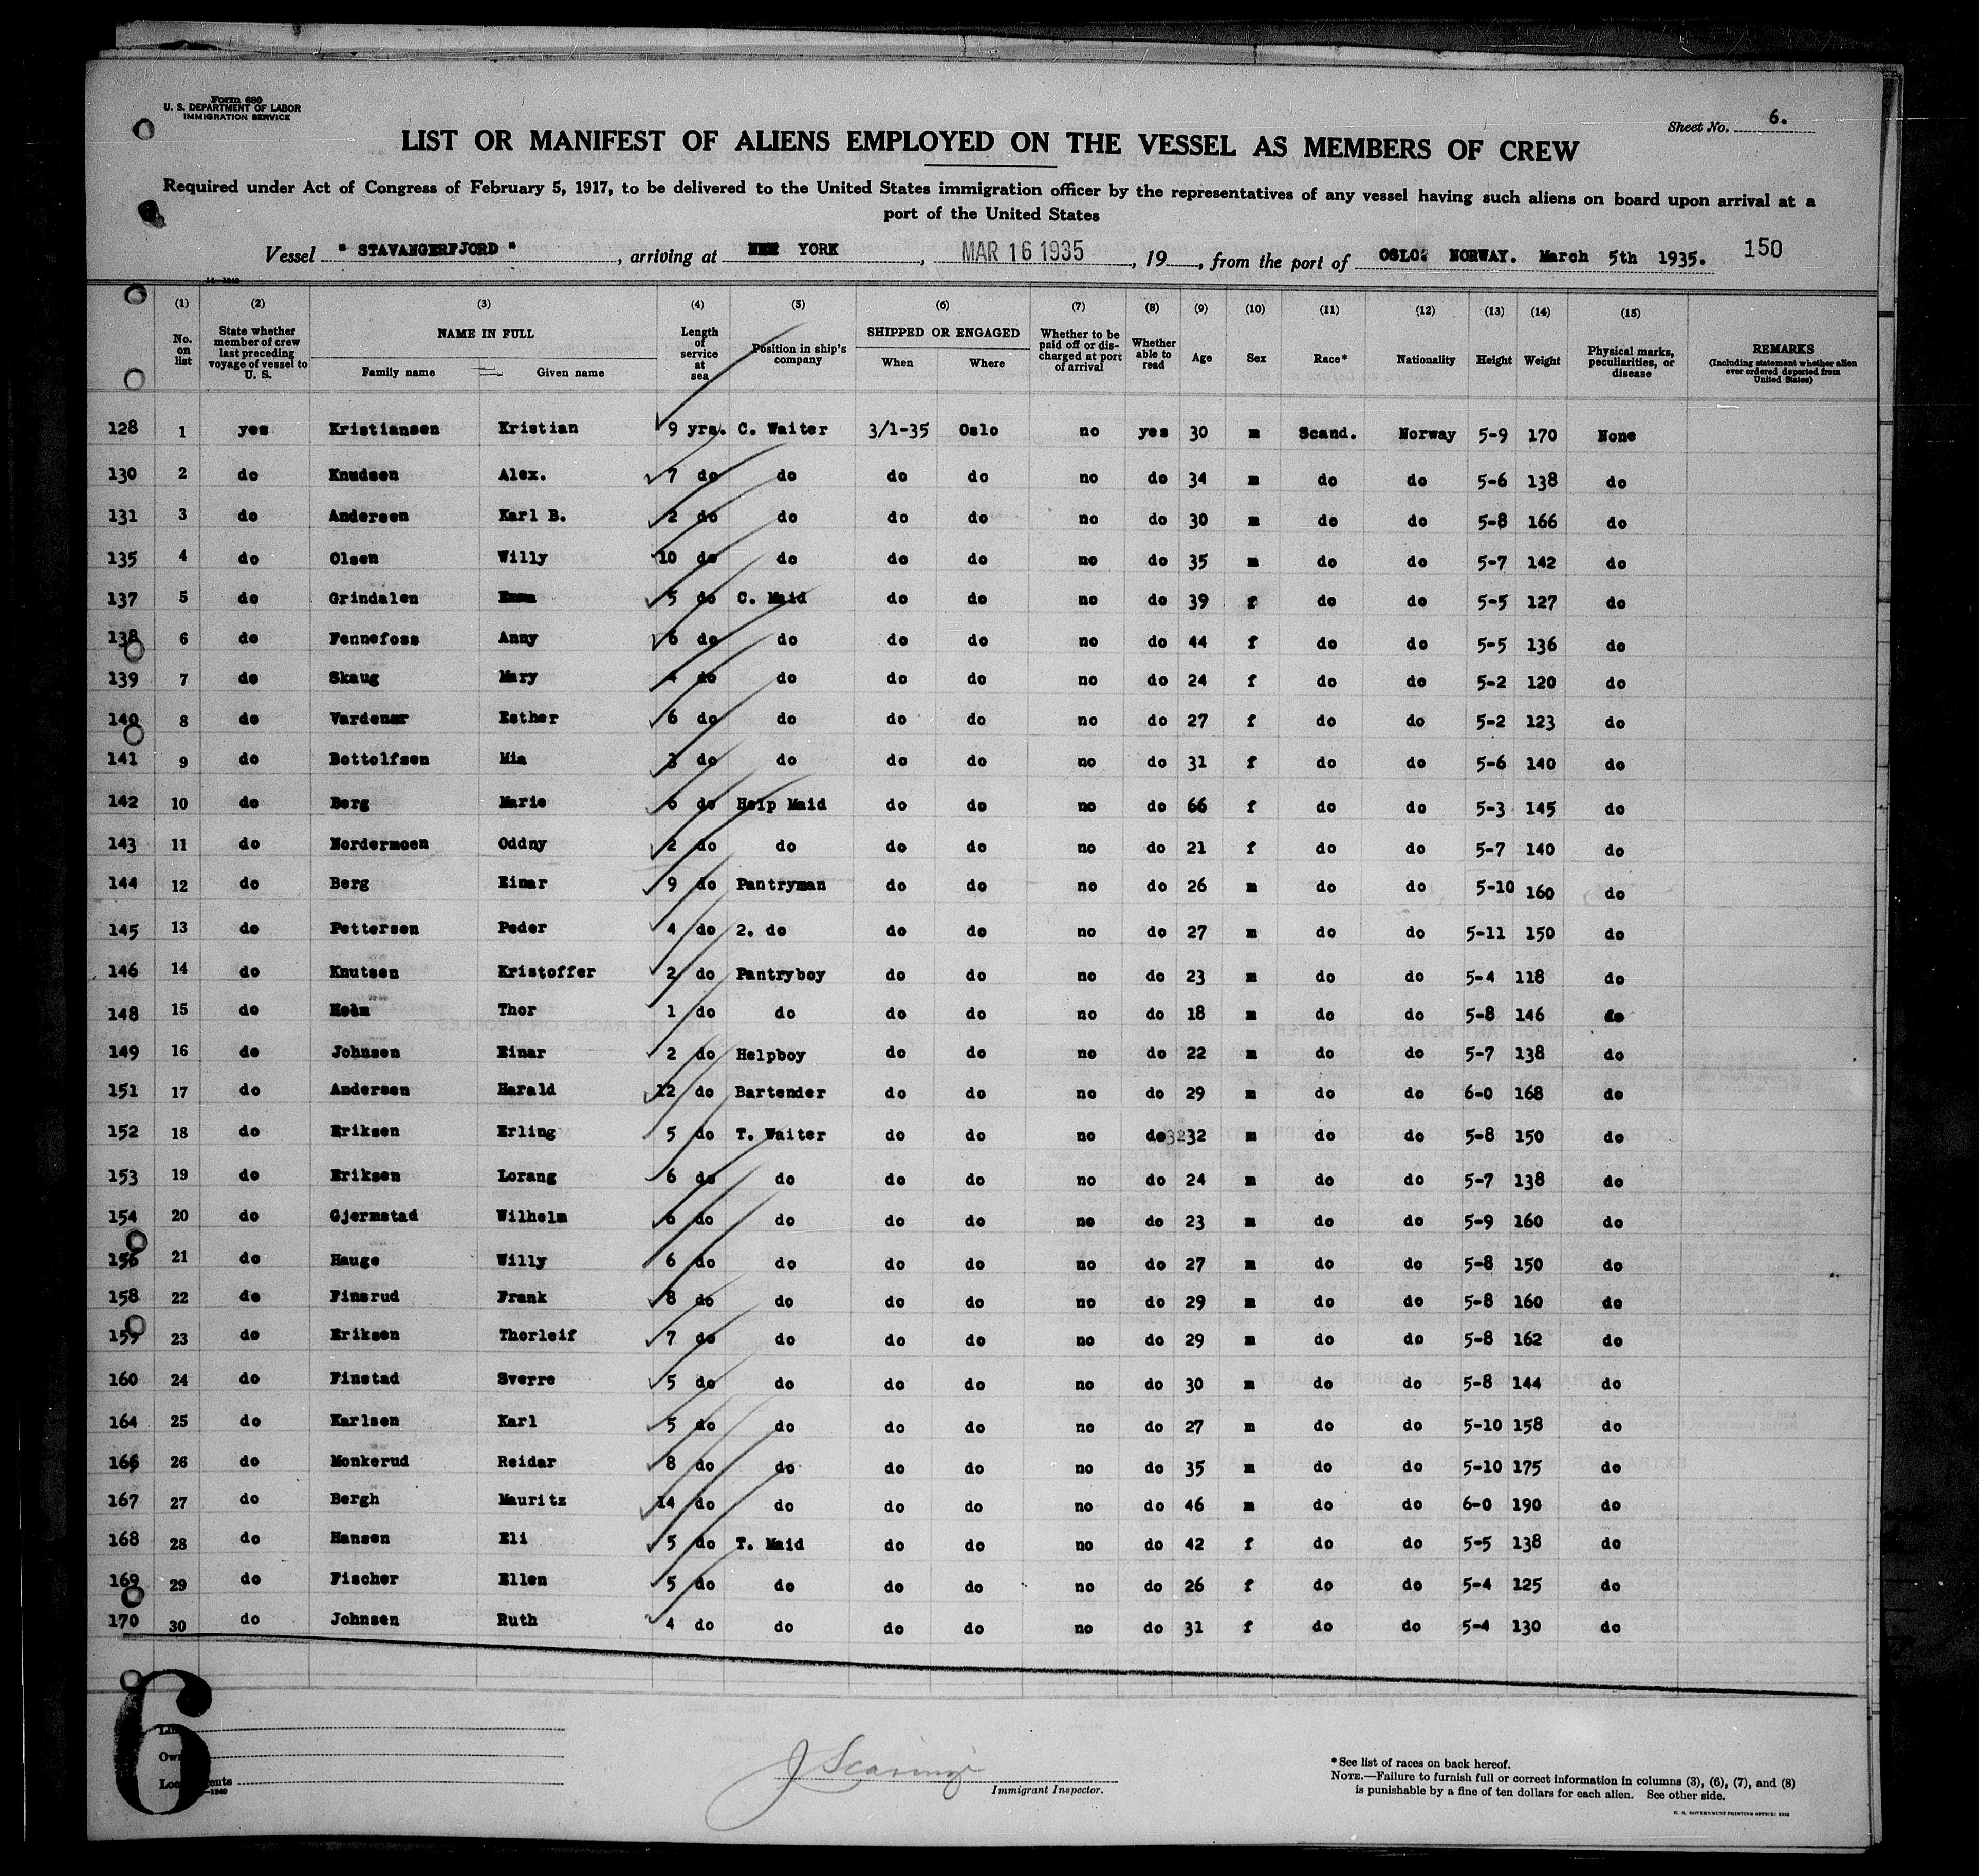 Form 680
U. S. DEPARTMENT OF LABOR
IMMIGRATION SERVICE
Sheet No. 6.
LIST OR MANIFEST OF ALIENS EMPLOYED ON THE VESSEL AS MEMBERS OF CREW
Required under Act of Congress of February 5, 1917, to be delivered to the United States immigration officer by the representatives of any vessel having such aliens on board upon arrival at a
port of the United States
Vessel " STAVANGERFJORD ", arriving at NEW YORK, MAR 16 1935, 19, from the port of OSLO: NORWAY. March 5th 1935. 150
(1) No. on list (2) State whether member of crew last preceding voyage of vessel to U. S. (3) NAME IN FULL Family name Given name (4) Length of service at sea (5) Position in ship's company (6) SHIPPED OR ENGAGED When Where (7) Whether to be paid off or discharged at port of arrival (8) Whether able to read (9) Age (10) Sex (11) Race* (12) Nationality (13) Height (14) Weight (15) Physical marks, peculiarities, or disease REMARKS (Including statement whether alien ever ordered deported from United States)
128 1 yes Kristiansen Kristian 9 yrs. C. Waiter 3/1-35 Oslo no yes 30 m Scand. Norway 5-9 170 None
130 2 do Knudsen Alex. 7 do do do do no do 34 m do do 5-6 138 do
131 3 do Andersen Karl B. 2 do do do do no do 30 m do do 5-8 166 do
135 4 do Olsen Willy 10 do do do do no do 35 m do do 5-7 142 do
137 5 do Grindalen Emma 5 do C. Maid do do no do 39 f do do 5-5 127 do
138 6 do Fennefoss Anny 6 do do do do no do 44 f do do 5-5 136 do
139 7 do Skaug Mary 4 do do do do no do 24 f do do 5-2 120 do
140 8 do Vardenær Esther 6 do do do do no do 27 f do do 5-2 123 do
141 9 do Bottolfsen Mia 3 do do do do no do 31 f do do 5-6 140 do
142 10 do Berg Marie 6 do Help Maid do do no do 66 f do do 5-3 145 do
143 11 do Nordermoen Oddny 2 do do do do no do 21 f do do 5-7 140 do
144 12 do Berg Einar 9 do Pantryman do do no do 26 m do do 5-10 160 do
145 13 do Pettersen Peder 4 do 2. do do do no do 27 m do do 5-11 150 do
146 14 do Knutsen Kristoffer 2 do Pantryboy do do no do 23 m do do 5-4 118 do
148 15 do Holm Thor 1 do do do do no do 18 m do do 5-8 146 do
149 16 do Johnsen Einar 2 do Helpboy do do no do 22 m do do 5-7 138 do
151 17 do Andersen Harald 12 do Bartender do do no do 29 m do do 6-0 168 do
152 18 do Eriksen Erling 5 do T. Waiter do do no do 32 32 m do do 5-8 150 do
153 19 do Eriksen Lorang 6 do do do do no do 24 m do do 5-7 138 do
154 20 do Gjermstad Wilhelm 6 do do do do no do 23 m do do 5-9 160 do
156 21 do Hauge Willy 6 do do do do no do 27 m do do 5-8 150 do
158 22 do Finsrud Frank 8 do do do do no do 29 m do do 5-8 160 do
159 23 do Eriksen Thorleif 7 do do do do no do 29 m do do 5-8 162 do
160 24 do Finstad Sverre 5 do do do do no do 30 m do do 5-8 144 do
164 25 do Karlsen Karl 5 do do do do no do 27 m do do 5-10 158 do
166 26 do Monkerud Reidar 8 do do do do no do 35 m do do 5-10 175 do
167 27 do Bergh Mauritz 14 do do do do no do 46 m do do 6-0 190 do
168 28 do Hansen Eli 5 do T. Maid do do no do 42 f do do 5-5 138 do
169 29 do Fischer Ellen 5 do do do do no do 26 f do do 5-4 125 do
170 30 do Johnsen Ruth 4 do do do do no do 31 f do do 5-4 130 do
6
Immigrant Inspector.
*See list of races on back hereof.
NOTE.—Failure to furnish full or correct information in columns (3), (6), (7), and (8)
is punishable by a fine of ten dollars for each alien. See other side.